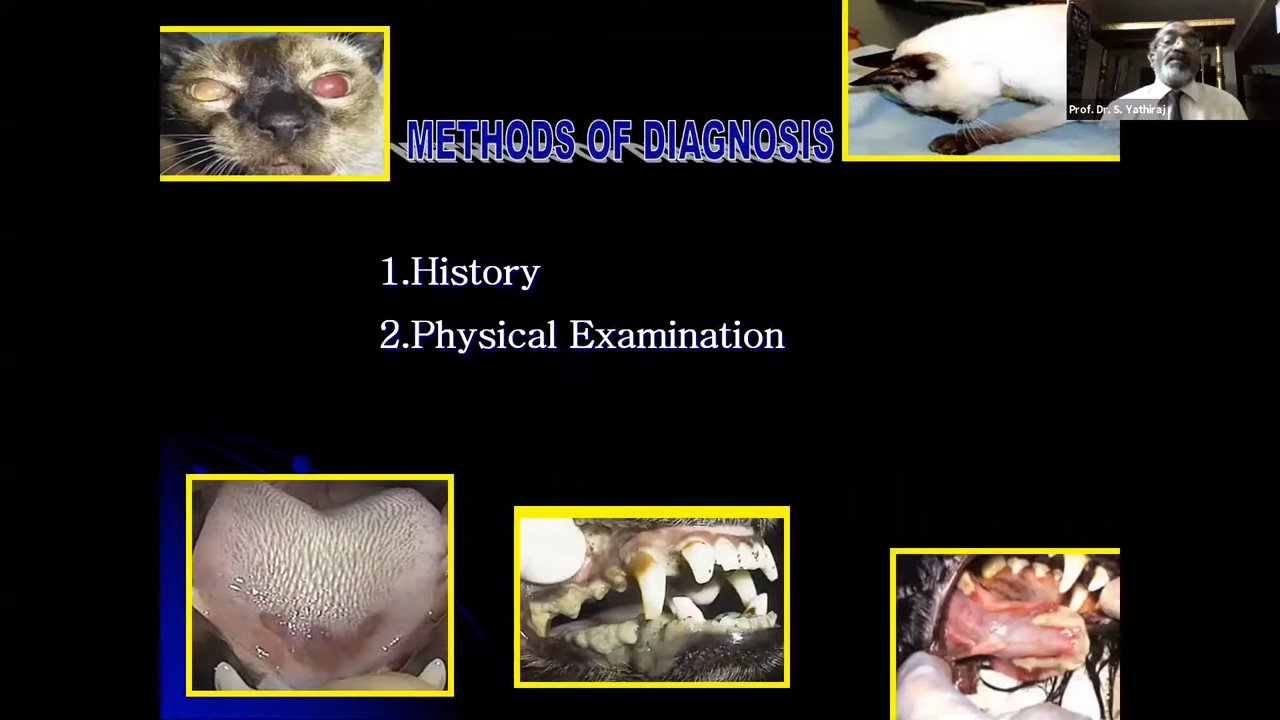 Prof. Dr. S. Yathiraj
METHODS OF DIAGNOSIS
1.History
2.Physical Examination